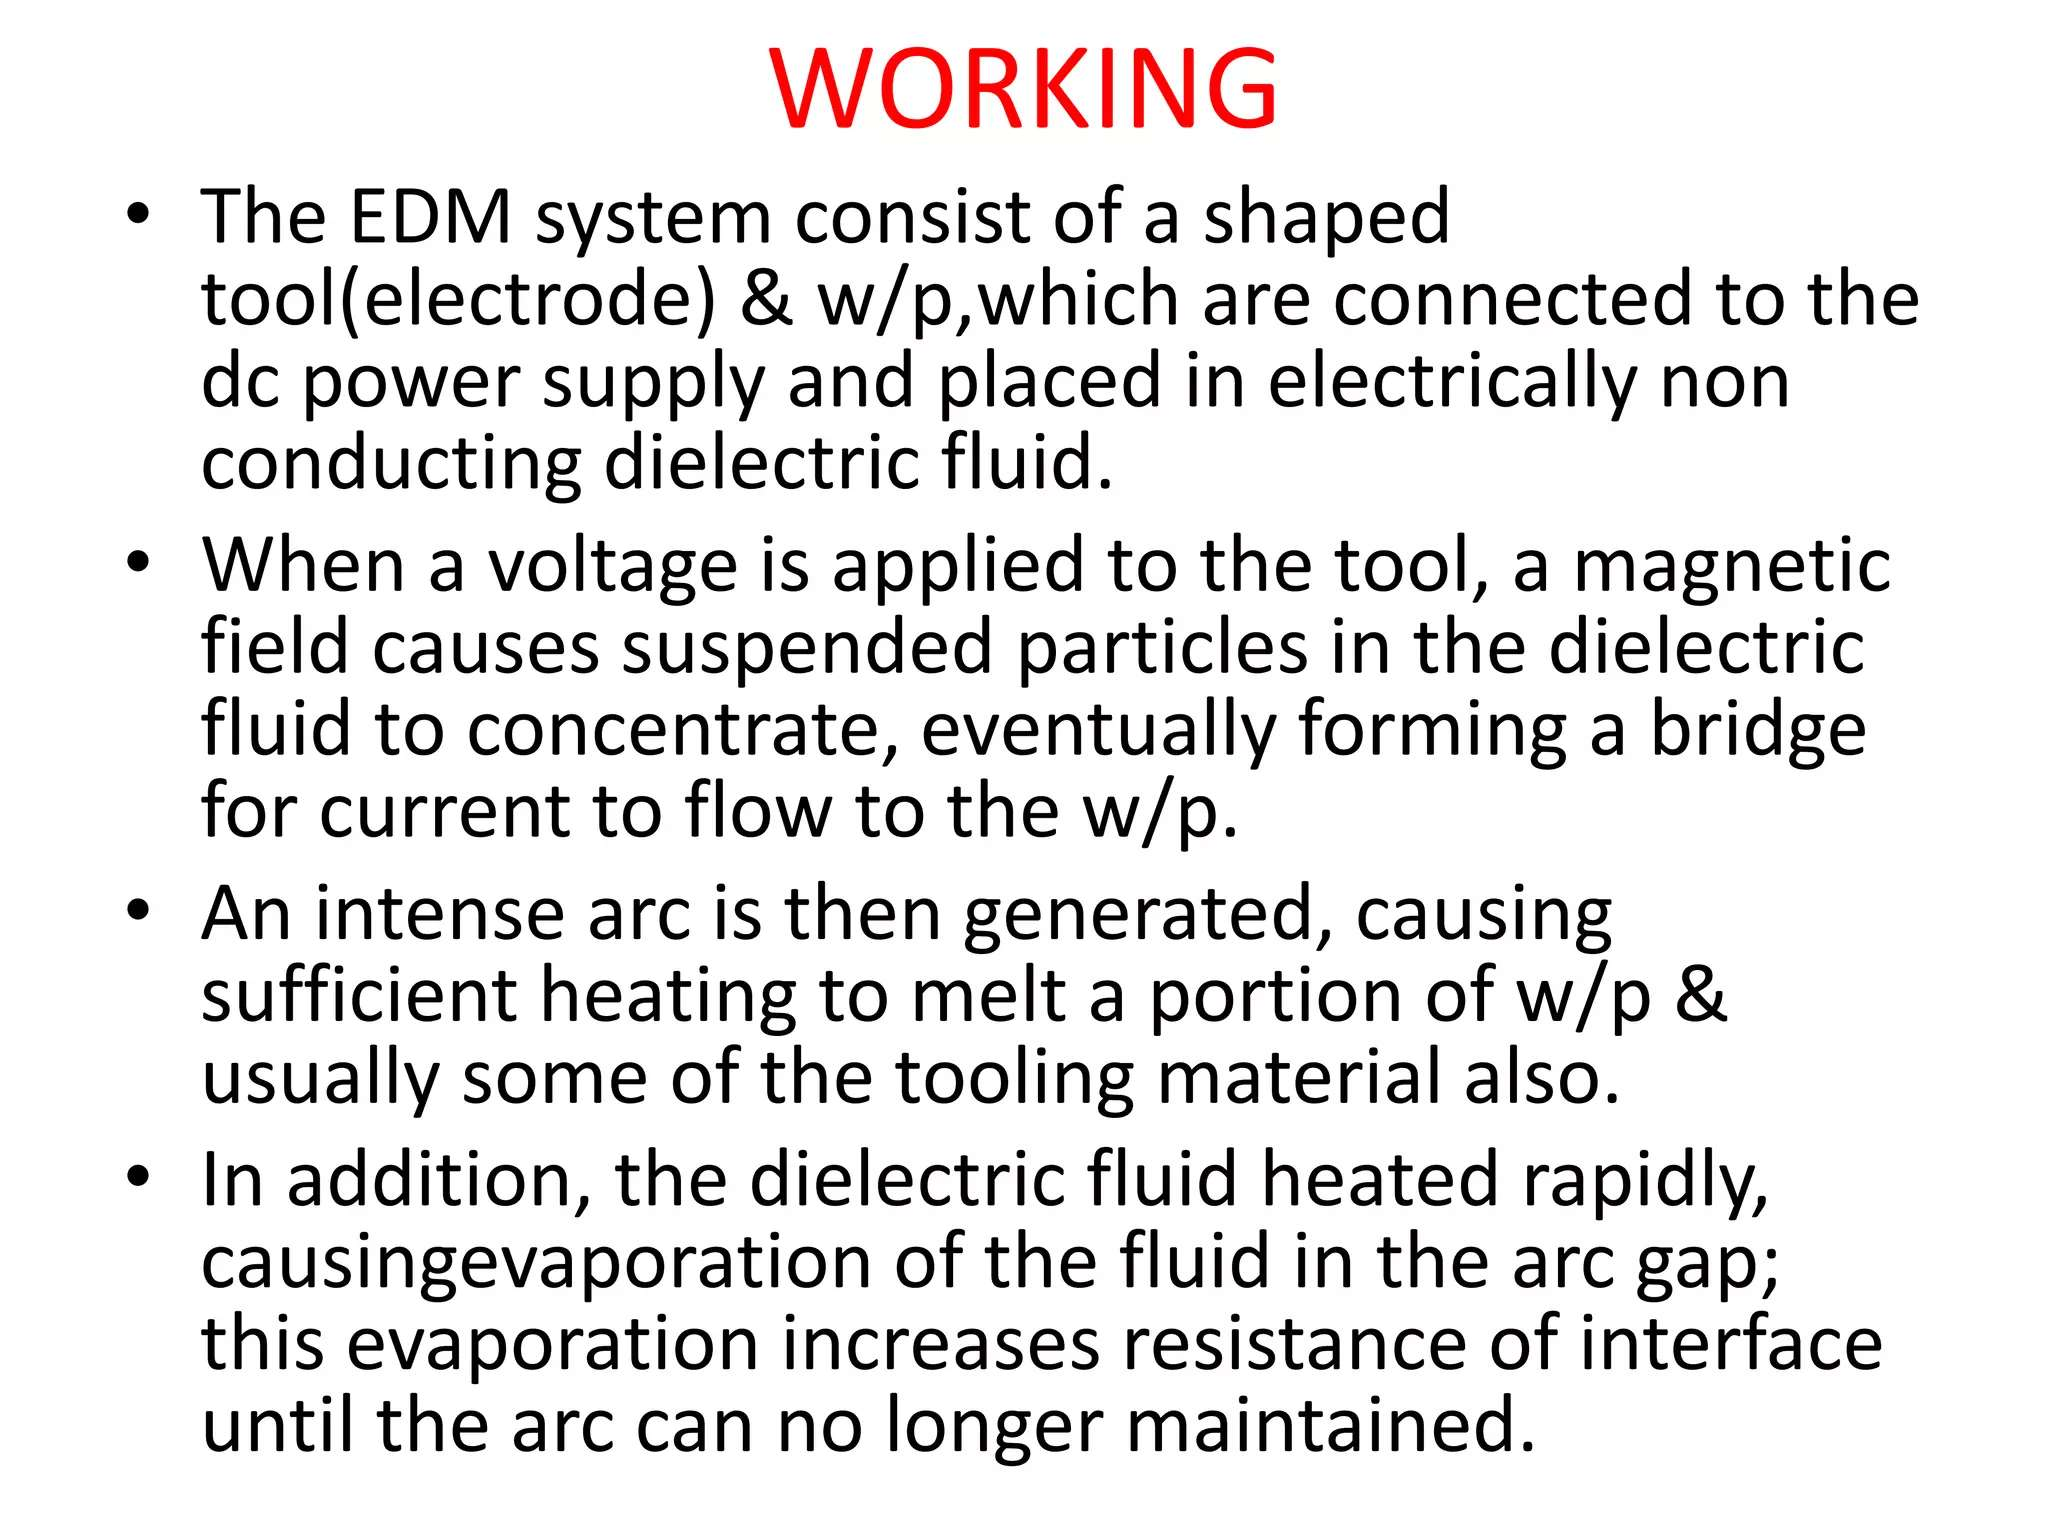 WORKING
• The EDM system consist of a shaped
tool(electrode) & w/p,which are connected to the
dc power supply and placed in electrically non
conducting dielectric fluid.
• When a voltage is applied to the tool, a magnetic
field causes suspended particles in the dielectric
fluid to concentrate, eventually forming a bridge
for current to flow to the w/p.
• An intense arc is then generated, causing
sufficient heating to melt a portion of w/p &
usually some of the tooling material also.
• In addition, the dielectric fluid heated rapidly,
causingevaporation of the fluid in the arc gap;
this evaporation increases resistance of interface
until the arc can no longer maintained.